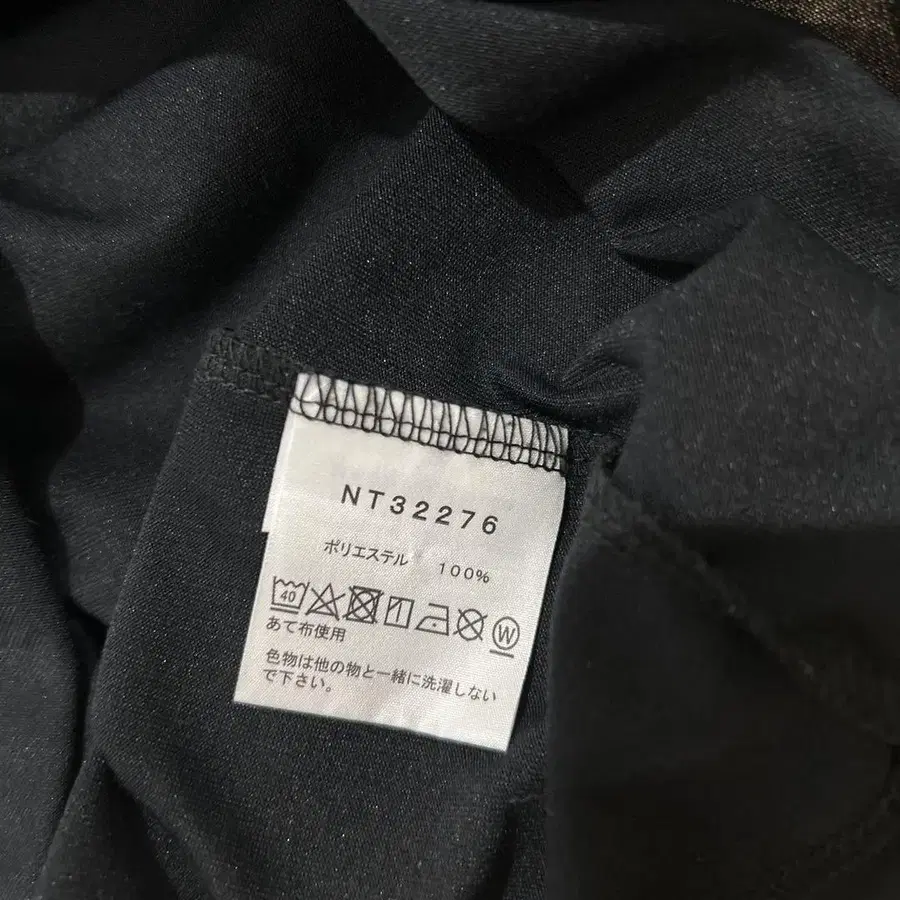 NT32276
ポリエステル 100%
40
W
あて布使用
色物は他の物と一緒に洗濯しない
で下さい。